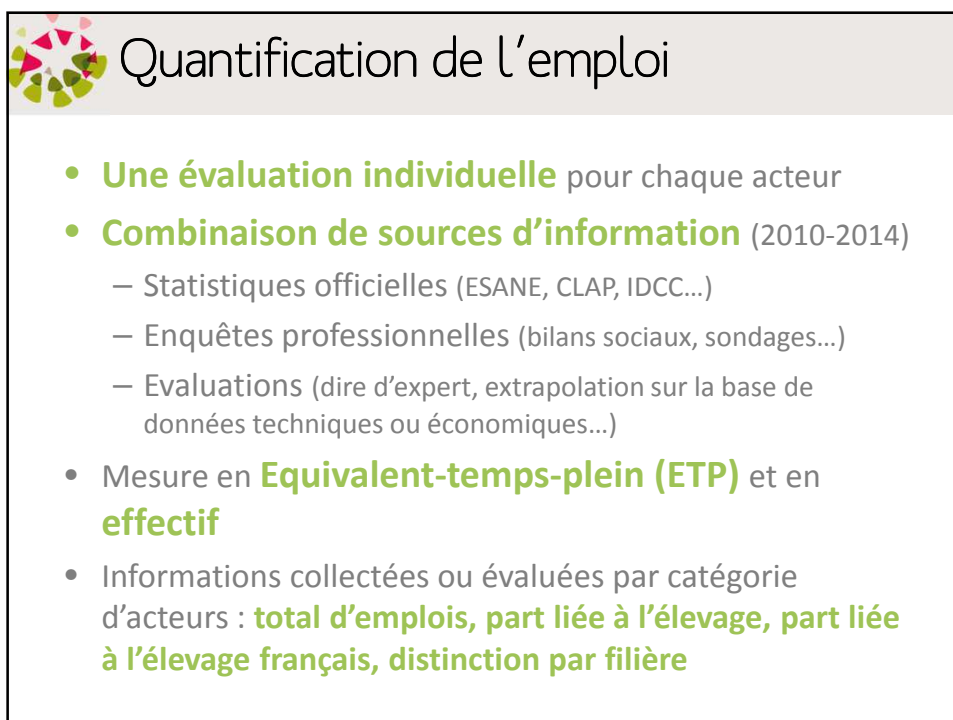 Quantification de l’emploi
• Une évaluation individuelle pour chaque acteur
• Combinaison de sources d’information (2010-2014)
– Statistiques officielles (ESANE, CLAP, IDCC…)
– Enquêtes professionnelles (bilans sociaux, sondages…)
– Evaluations (dire d’expert, extrapolation sur la base de
données techniques ou économiques…)
• Mesure en Equivalent-temps-plein (ETP) et en
effectif
• Informations collectées ou évaluées par catégorie
d’acteurs : total d’emplois, part liée à l’élevage, part liée
à l’élevage français, distinction par filière